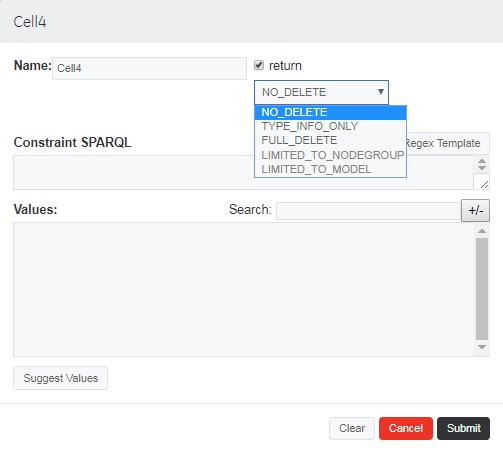 Cell4
Name: Cell4 return
NO_DELETE
NO_DELETE
TYPE_INFO_ONLY
FULL_DELETE
LIMITED_TO_NODEGROUP
LIMITED_TO_MODEL
Constraint SPARQL Regex Template
Values: Search: +/-
Suggest Values
Clear Cancel Submit